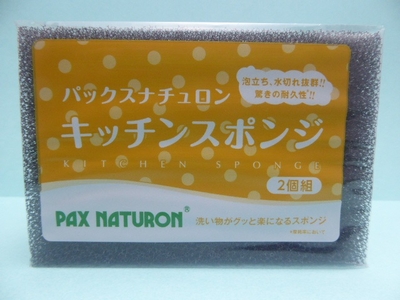 泡立ち、水切れ抜群!!
驚きの耐久性*!!
パックスナチュロン
キッチンスポンジ
KITCHEN SPONGE
2個組
PAX NATURON®
洗い物がグッと楽になるスポンジ